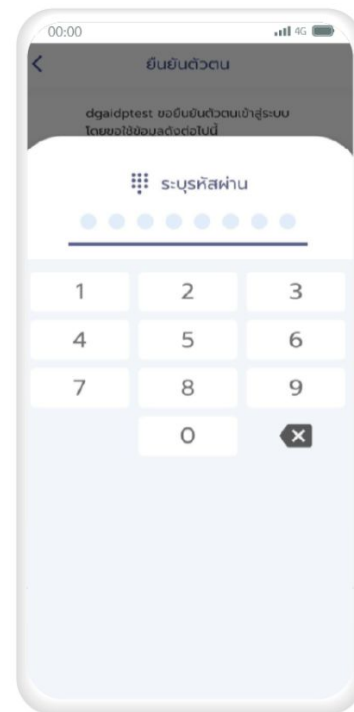 00:00 4G
ยืนยันตัวตน
dgaidptest ขอยืนยันตัวตนเข้าสู่ระบบ
โดยขอใช้ข้อมูลดังต่อไปนี้
ระบุรหัสผ่าน
1 2 3
4 5 6
7 8 9
0